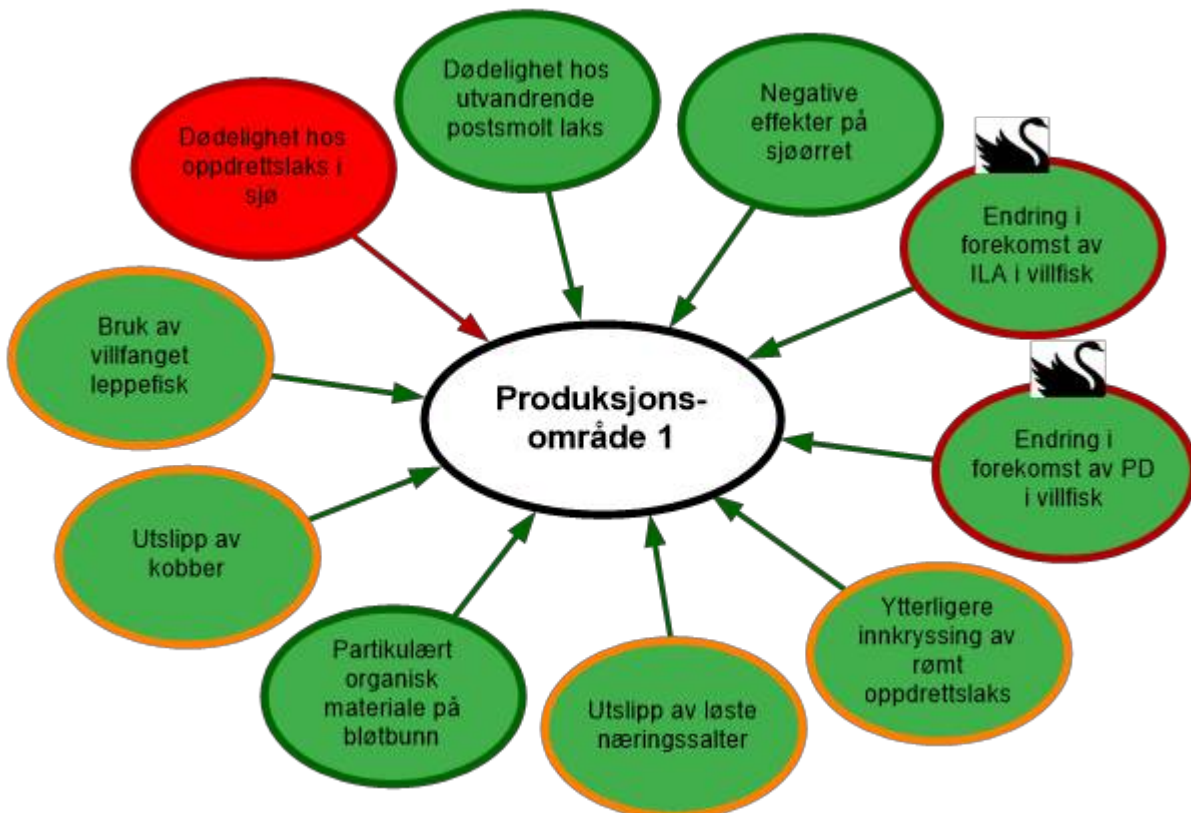 Dødelighet hos
utvandrende
postsmolt laks
Negative
effekter på
sjøørret
Dødelighet hos
oppdrettslaks i
sjø
Endring i
forekomst av
ILA i villfisk
Bruk av
villfanget
leppefisk
Produksjons-
område 1
Endring i
forekomst av PD
i villfisk
Utslipp av
kobber
Partikulært
organisk
materiale på
bløtbunn
Utslipp av løste
næringssalter
Ytterligere
innkryssing av
rømt
oppdrettslaks